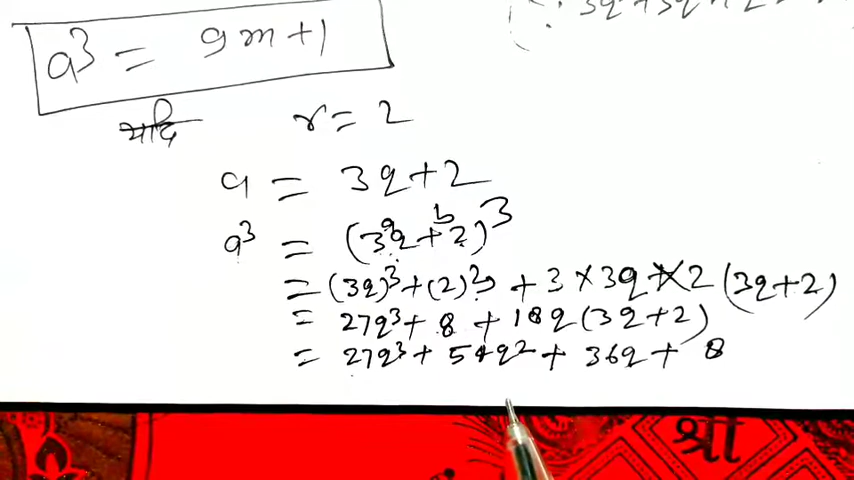 a³ = 9m+1
यदि r = 2
a = 3q+2
a³ = (3q+2)³
a b
= (3q)³+(2)³ + 3×3q×2 (3q+2)
= 27q³ + 8 + 18q (3q+2)
= 27q³ + 54q² + 36q + 8
श्री